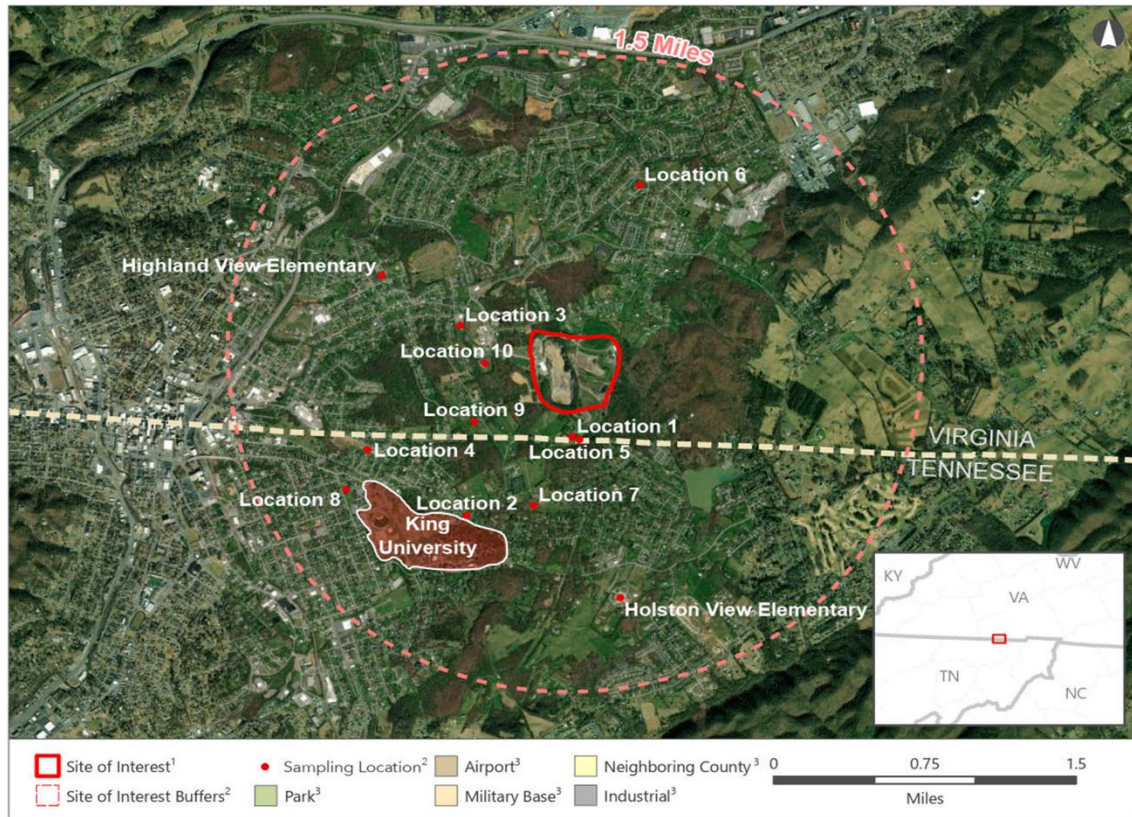 1.5 Miles
Location 6
Highland View Elementary
Location 3
Location 10
Location 9
Location 1
VIRGINIA
Location 4
Location 5
TENNESSEE
Location 8
Location 2
Location 7
King
University
Holston View Elementary
KY
WV
VA
TN
NC
Site of Interest¹
Sampling Location²
Airport³
Neighboring County ³
0 0.75 1.5
Site of Interest Buffers²
Park³
Military Base³
Industrial³
Miles